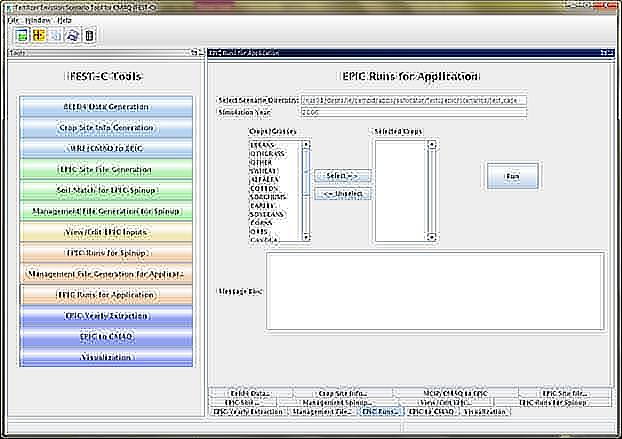 Fertilizer Emission Scenario Tool for CMAQ (FEST-C)
File Window Help
Tools
EPIC Runs for Application
FEST-C Tools
BELD4 Data Generation
Crop Site Info Generation
WRF/CMAQ to EPIC
EPIC Site File Generation
Soil Match for EPIC Spinup
Management File Generation for Spinup
View/Edit EPIC Inputs
EPIC Runs for Spinup
Management File Generation for Applicat...
EPIC Runs for Application
EPIC Yearly Extraction
EPIC to CMAQ
Visualization
EPIC Runs for Application
Select Scenario Directory:
Simulation Year:
Crops/Grasses
Selected Crops
OTHGRASS
OTHER
ALFALFA
COTTON
SORGHUMS
BARLEY
SOYBEANS
CORNS
OATS
CANOLA
Select ->
<- Unselect
Run
Message Box:
Beld4 Data...
Crop Site Info...
MCIP/CMAQ to EPIC
EPIC Site File...
EPIC Soil...
Management Spinup...
View/Edit EPIC...
EPIC Runs for Spinup
EPIC Yearly Extraction
Management File...
EPIC Runs...
EPIC to CMAQ
Visualization